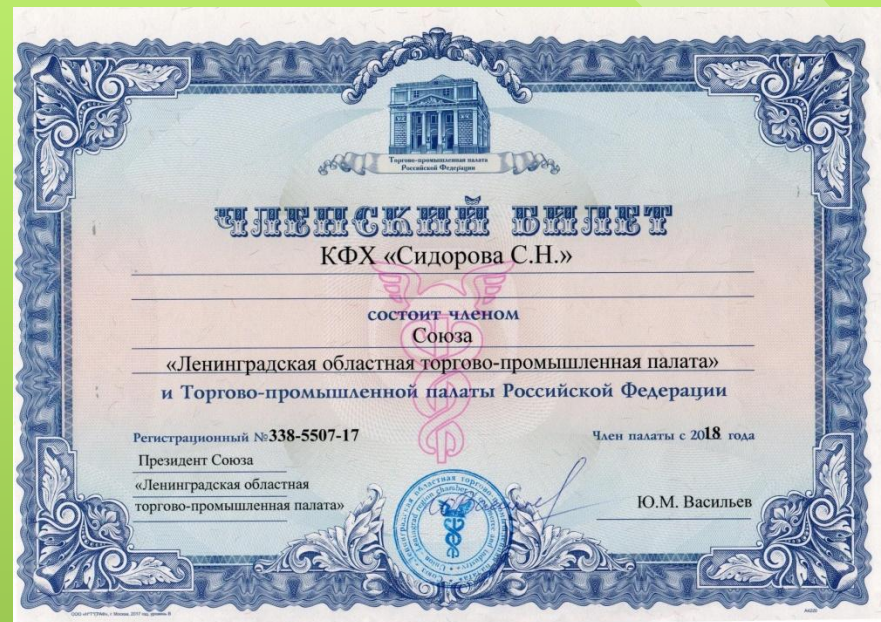 Торгово-промышленная палата
Российской Федерации
ЧЛЕНСКИЙ БИЛЕТ
КФХ «Сидорова С.Н.»
состоит членом
Союза
«Ленинградская областная торгово-промышленная палата»
и Торгово-промышленной палаты Российской Федерации
Регистрационный №338-5507-17
Член палаты с 2018 года
Президент Союза
«Ленинградская областная
торгово-промышленная палата»
Ю.М. Васильев